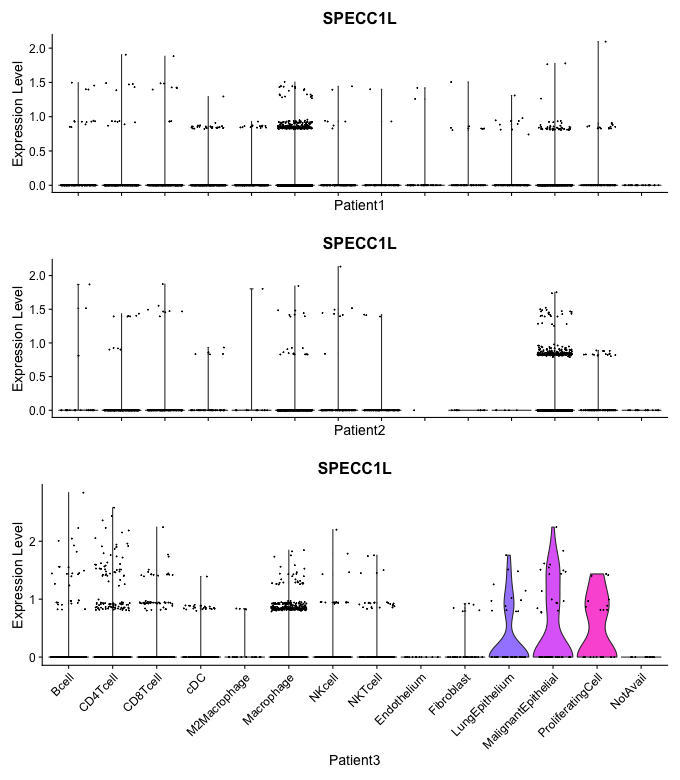 SPECC1L
Expression Level
2.0
1.5
1.0
0.5
0.0
Patient1
SPECC1L
Expression Level
2.0
1.5
1.0
0.5
0.0
Patient2
SPECC1L
Expression Level
2
1
0
Bcell
CD4Tcell
CD8Tcell
cDC
M2Macrophage
Macrophage
NKcell
NKTcell
Endothelium
Fibroblast
LungEpithelium
MalignantEpithelial
ProliferatingCell
NotAvail
Patient3